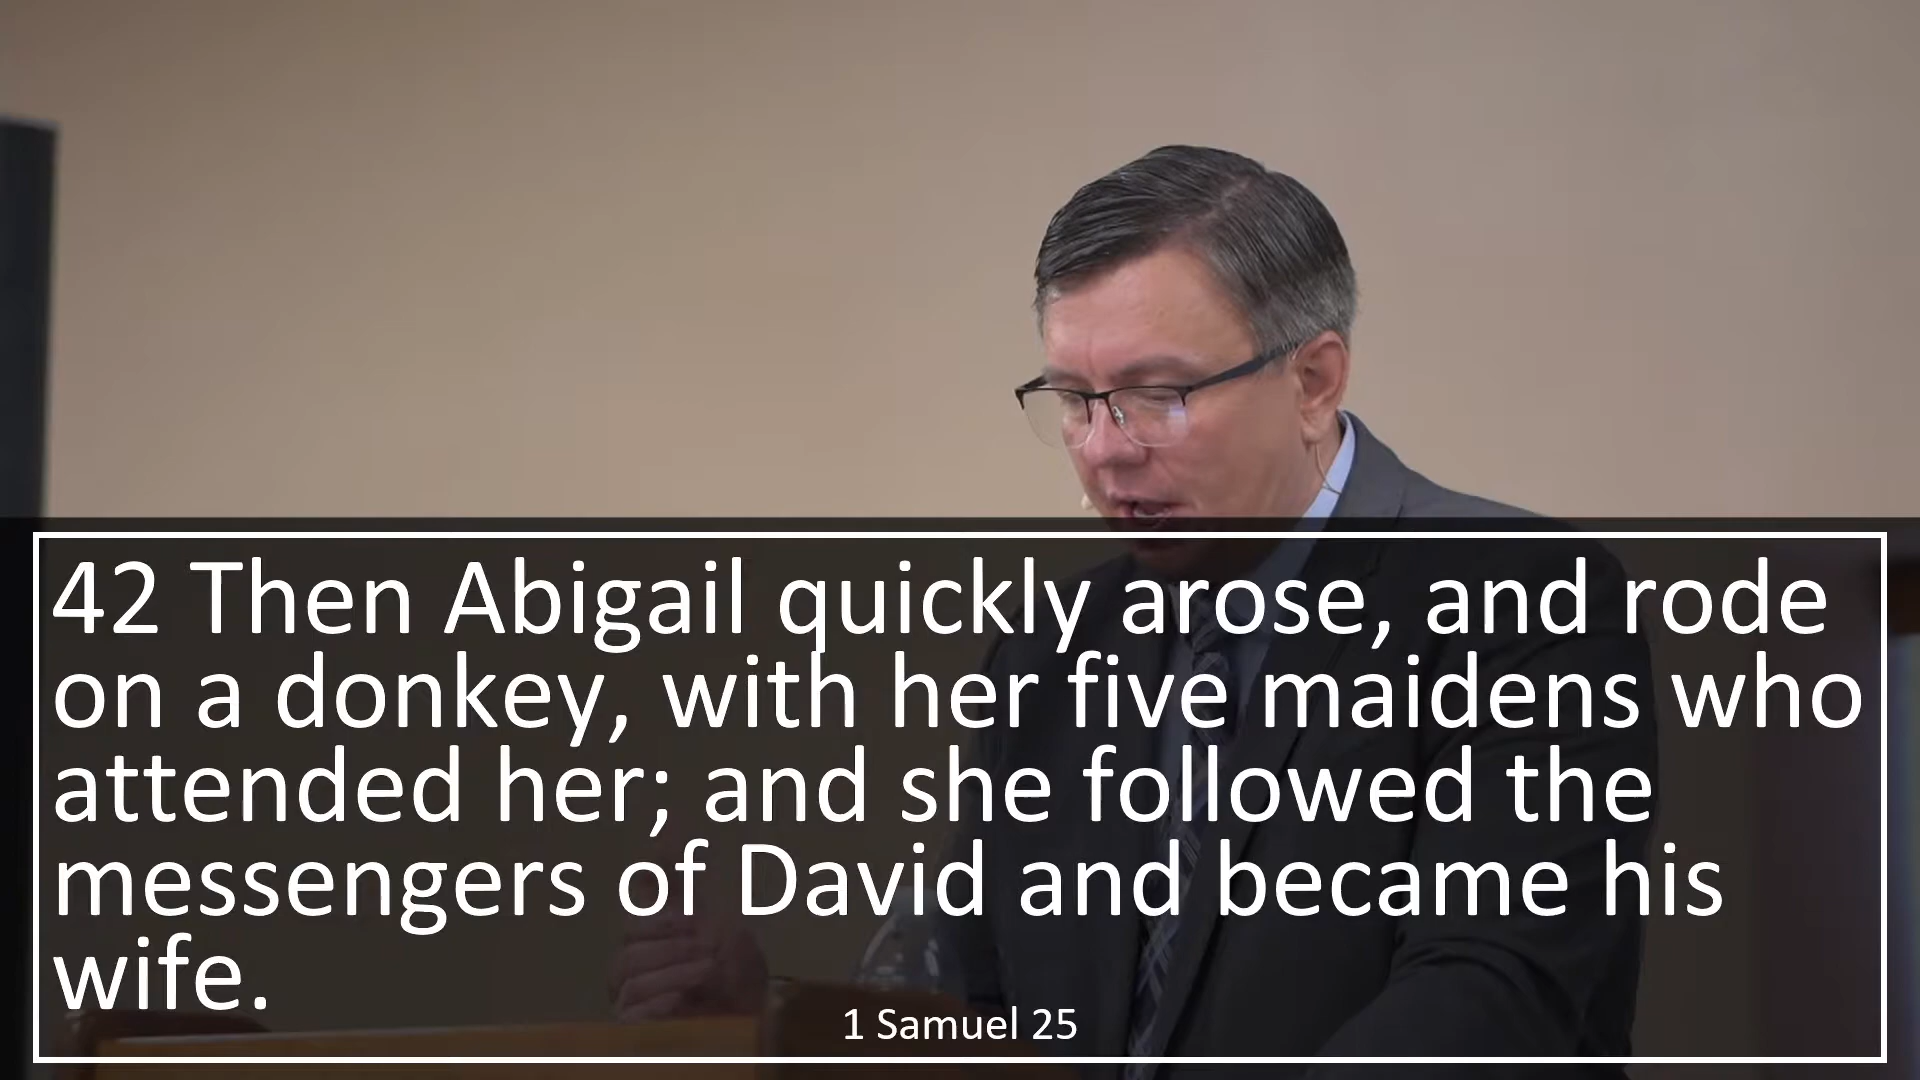 42 Then Abigail quickly arose, and rode
on a donkey, with her five maidens who
attended her; and she followed the
messengers of David and became his
wife.
1 Samuel 25